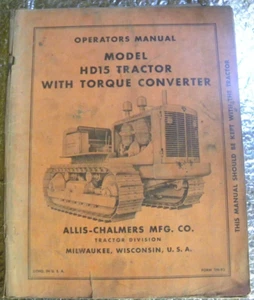 OPERATORS MANUAL
MODEL
HD15 TRACTOR
WITH TORQUE CONVERTER
ALLIS-CHALMERS MFG. CO.
TRACTOR DIVISION
MILWAUKEE, WISCONSIN, U. S. A.
THIS MANUAL SHOULD BE KEPT WITH THE TRACTOR